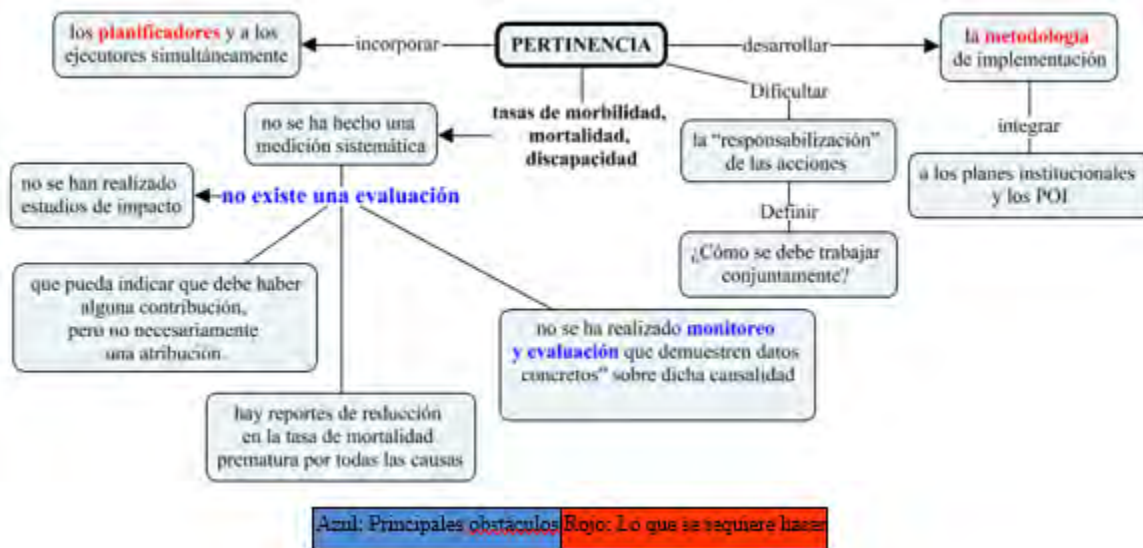 los planificadores y a los
ejecutores simultáneamente
incorporar
PERTINENCIA
desarrollar
la metodología
de implementación
Dificultar
tasas de morbilidad,
mortalidad,
discapacidad
no se ha hecho una
medición sistemática
la "responsabilización"
de las acciones
integrar
a los planes institucionales
y los POI
no se han realizado
estudios de impacto
no existe una evaluación
Definir
¿Cómo se debe trabajar
conjuntamente?
que pueda indicar que debe haber
alguna contribución,
pero no necesariamente
una atribución
no se ha realizado monitoreo
y evaluación que demuestren datos
concretos" sobre dicha causalidad
hay reportes de reducción
en la tasa de mortalidad
prematura por todas las causas
Azul: Principales obstáculos Rojo: Lo que se requiere hacer